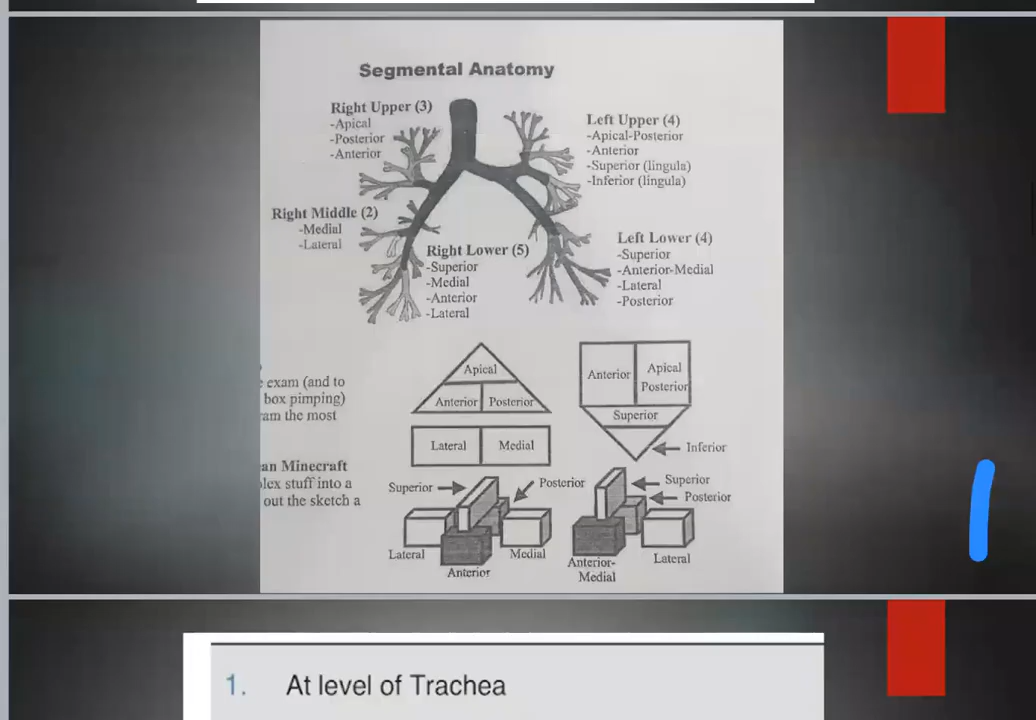 Segmental Anatomy
Right Upper (3)
-Apical
-Posterior
-Anterior
Left Upper (4)
-Apical-Posterior
-Anterior
-Superior (lingula)
-Inferior (lingula)
Right Middle (2)
-Medial
-Lateral
Right Lower (5)
-Superior
-Medial
-Anterior
-Lateral
Left Lower (4)
-Superior
-Anterior-Medial
-Lateral
-Posterior
exam (and to
box pimping)
am the most
an Minecraft
lex stuff into a
out the sketch a
Apical
Anterior Posterior
Lateral Medial
Superior
Posterior
Lateral
Medial
Anterior
Anterior
Apical
Posterior
Superior
Inferior
Superior
Posterior
Anterior-
Medial
Lateral
1. At level of Trachea